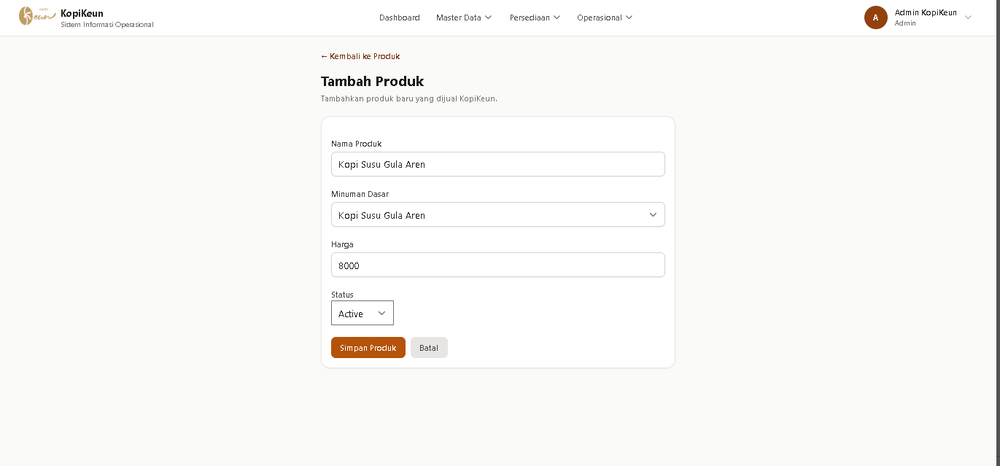 Keun
KopiKeun
Sistem Informasi Operasional
Dashboard
Master Data
Persediaan
Operasional
A
Admin KopiKeun
Admin
← Kembali ke Produk
Tambah Produk
Tambahkan produk baru yang dijual KopiKeun.
Nama Produk
Kopi Susu Gula Aren
Minuman Dasar
Kopi Susu Gula Aren
Harga
8000
Status
Active
Simpan Produk
Batal